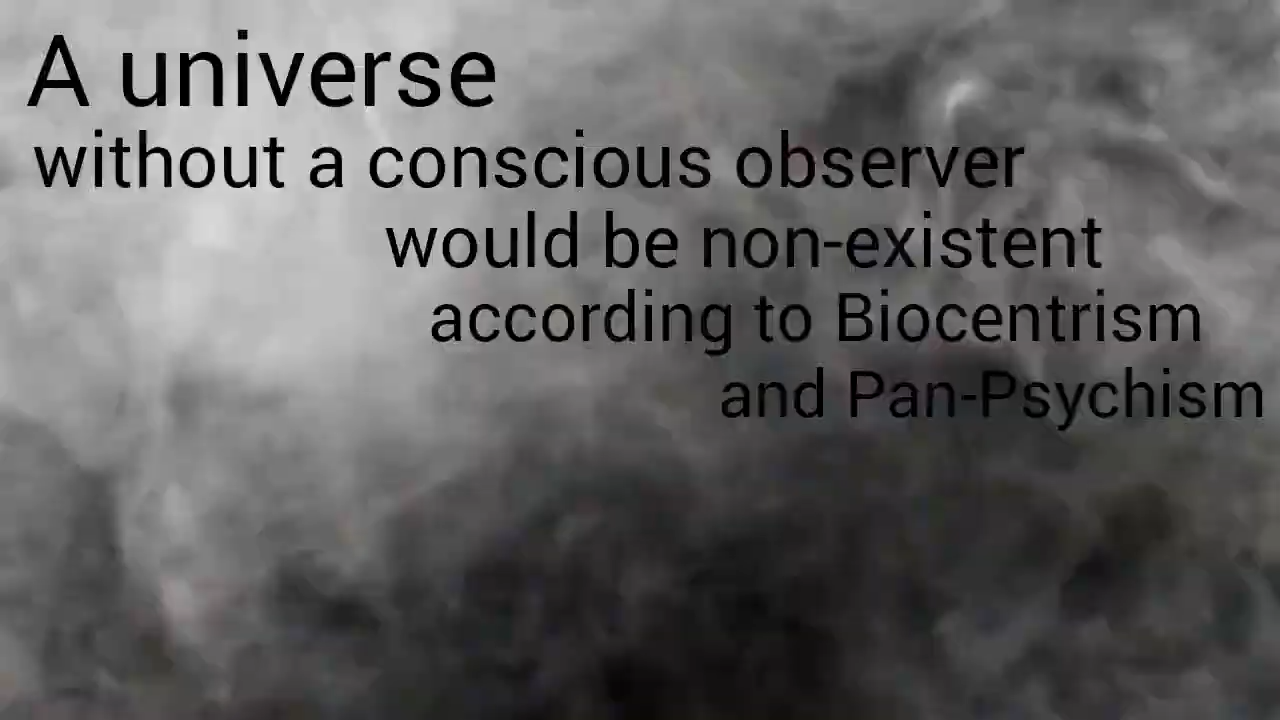 A universe
without a conscious observer
would be non-existent
according to Biocentrism
and Pan-Psychism